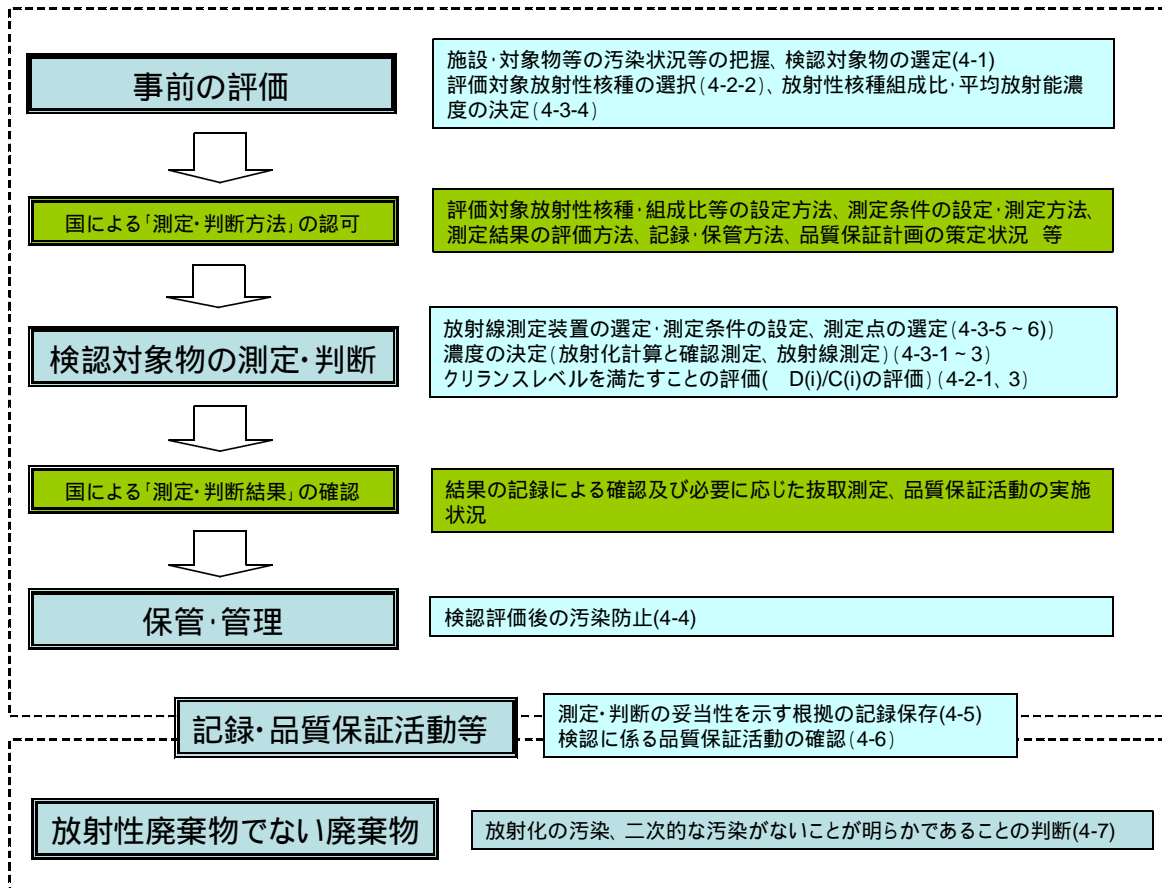 事前の評価
施設・対象物等の汚染状況等の把握、検認対象物の選定(4-1)
評価対象放射性核種の選択(4-2-2)、放射性核種組成比・平均放射能濃
度の決定(4-3-4)
国による「測定・判断方法」の認可
評価対象放射性核種・組成比等の設定方法、測定条件の設定・測定方法、
測定結果の評価方法、記録・保管方法、品質保証計画の策定状況 等
検認対象物の測定・判断
放射線測定装置の選定・測定条件の設定、測定点の選定(4-3-5~6))
濃度の決定(放射化計算と確認測定、放射線測定)(4-3-1~3)
クリランスレベルを満たすことの評価( D(i)/C(i)の評価)(4-2-1、3)
国による「測定・判断結果」の確認
結果の記録による確認及び必要に応じた抜取測定、品質保証活動の実施
状況
保管・管理
検認評価後の汚染防止(4-4)
記録・品質保証活動等
測定・判断の妥当性を示す根拠の記録保存(4-5)
検認に係る品質保証活動の確認(4-6)
放射性廃棄物でない廃棄物
放射化の汚染、二次的な汚染がないことが明らかであることの判断(4-7)